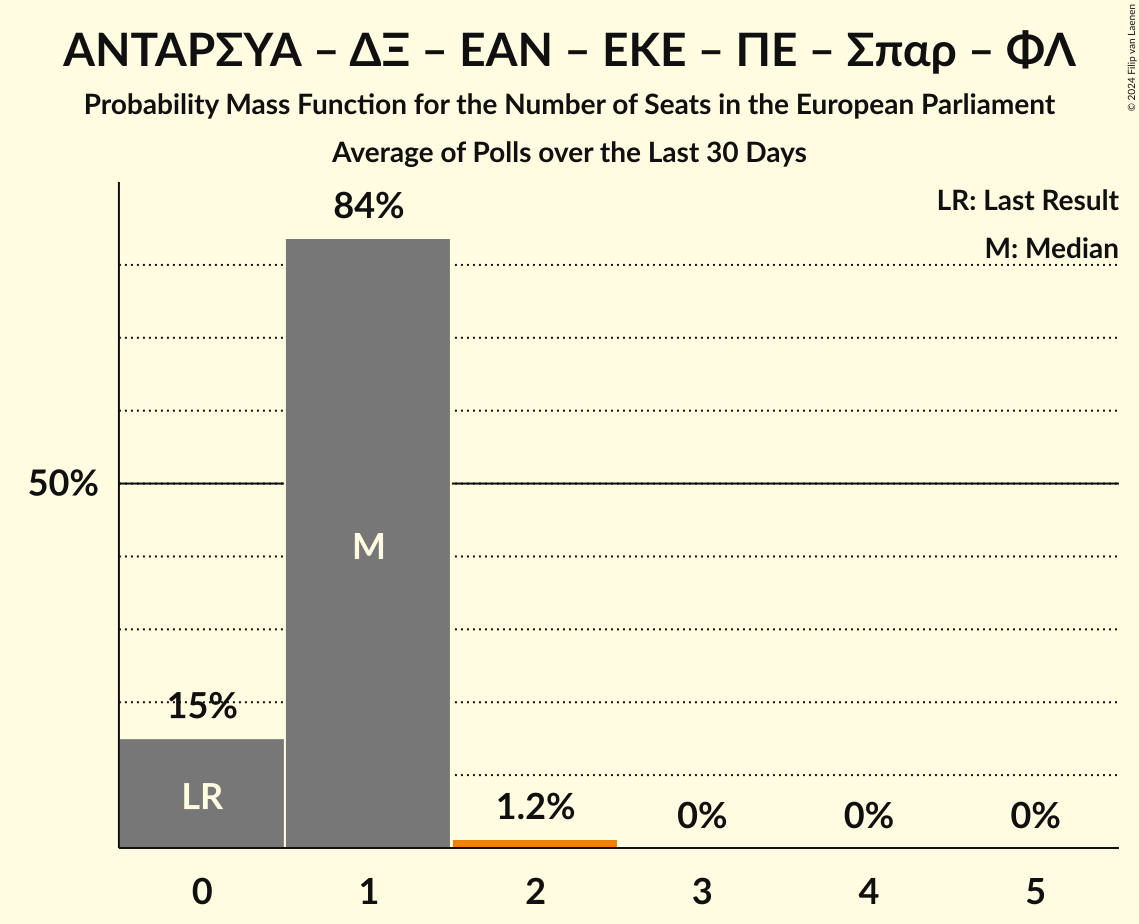 ΑΝΤΑΡΣΥΑ – ΔΞ – ΕΑΝ – ΕΚΕ – ΠΕ – Σπαρ – ΦΛ
Probability Mass Function for the Number of Seats in the European Parliament
Average of Polls over the Last 30 Days
© 2024 Filip van Laenen
LR: Last Result
M: Median
84%
50%
M
15%
LR
1.2%
0%
0%
0%
0 1 2 3 4 5